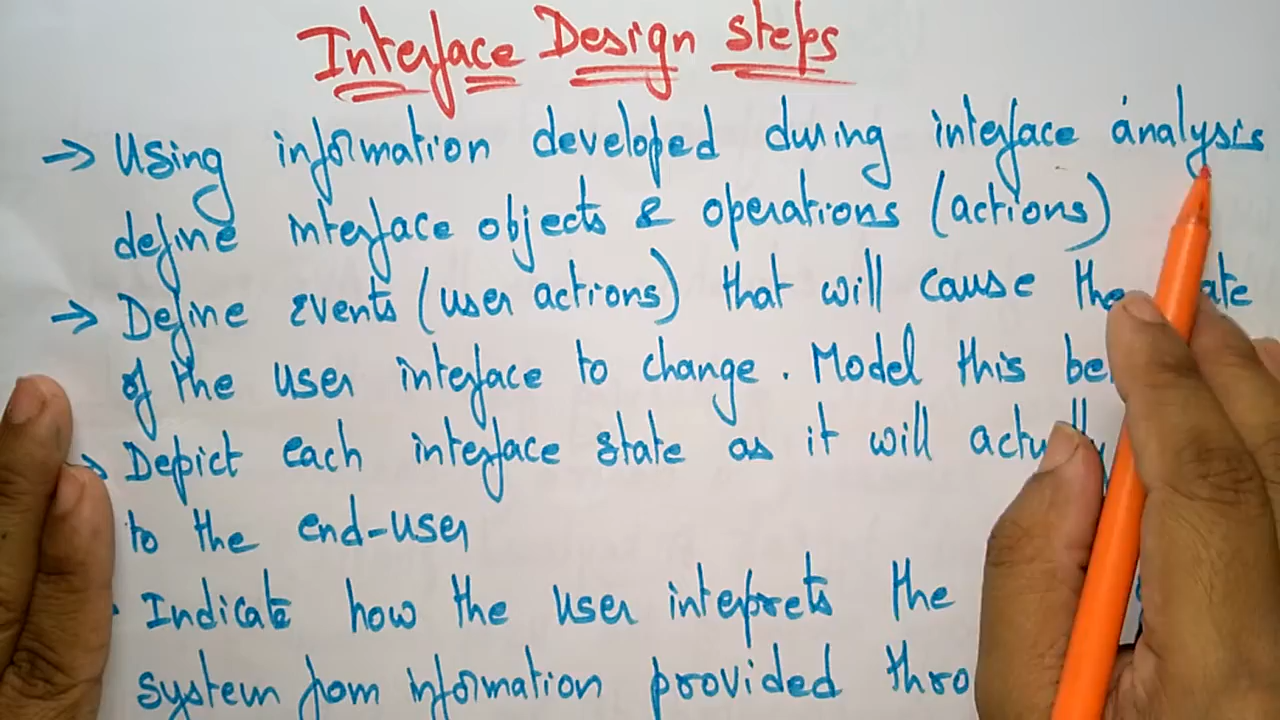 Interface Design steps
→ Using information developed during interface analysis
define interface objects & operations (actions)
→ Define events (user actions) that will cause the
of the user interface to change. Model this
→ Depict each interface state as it will
to the end-user
Indicate how the user interprets the
system from information provided